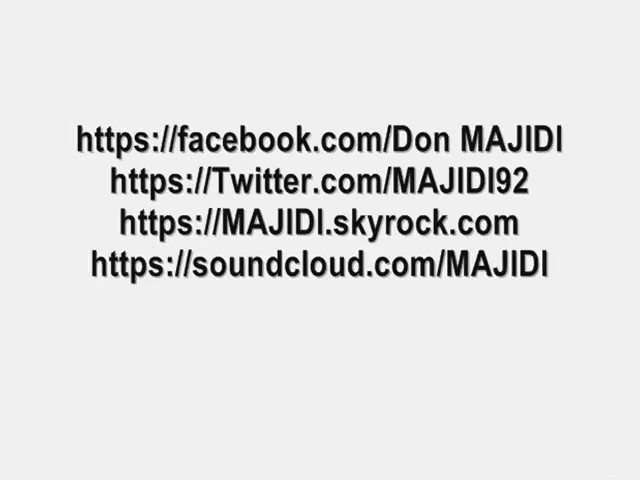 https://facebook.com/Don MAJIDI
https://Twitter.com/MAJIDI92
https://MAJIDI.skyrock.com
https://soundcloud.com/MAJIDI